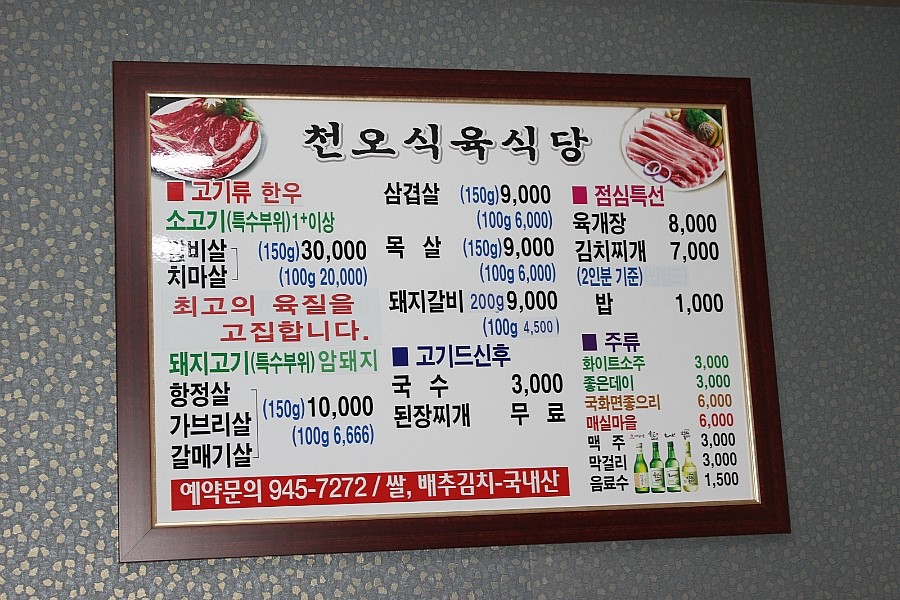 천오식육식당
■ 고기류 한우
소고기(특수부위)1+이상
(150g)30,000
치마살
(100g 20,000)
최고의 육질을
고집합니다.
돼지고기(특수부위)암돼지
항정살
가브리살 (150g)10,000
갈매기살 (100g 6,666)
삼겹살 (150g)9,000
(100g 6,000)
목 살 (150g)9,000
(100g 6,000)
돼지갈비 200g9,000
(100g 4,500)
■ 고기드신후
국 수 3,000
된장찌개 무 료
■ 점심특선
육개장 8,000
김치찌개 7,000
(2인분 기준)
밥 1,000
■ 주류
화이트소주 3,000
좋은데이 3,000
국화면좋으리 6,000
매실마을 6,000
맥 주 3,000
막걸리 3,000
음료수 1,500
예약문의 945-7272 / 쌀, 배추김치-국내산